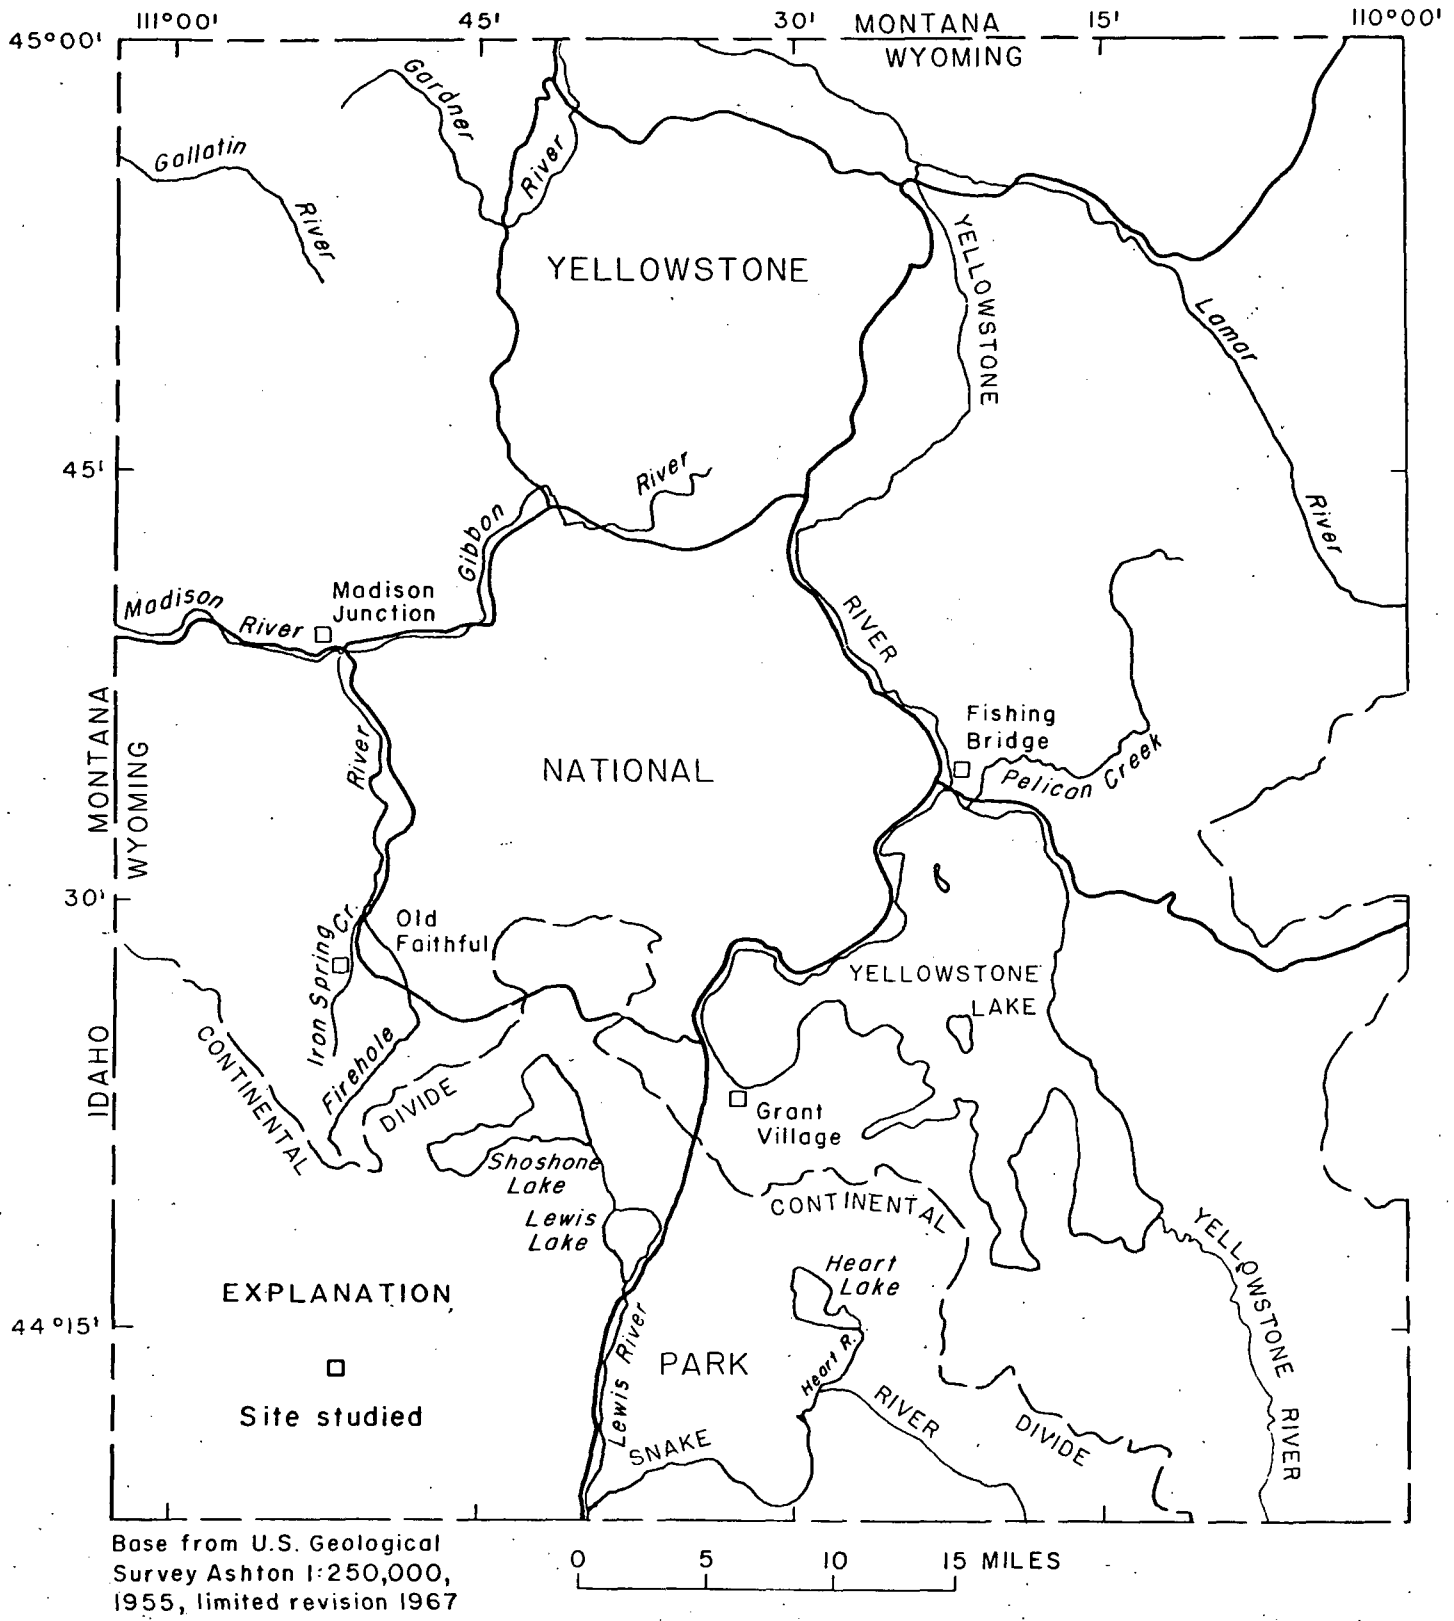 111°00' 45' 30' 15' 110°00'
MONTANA
WYOMING
45°00'
Gardner
River
Gallatin
River
YELLOWSTONE
YELLOWSTONE
Lamar
River
45'
River
Gibbon
Madison
River
Madison
Junction
RIVER
MONTANA
WYOMING
River
NATIONAL
Fishing
Bridge
Pelican Creek
30'
Iron Spring Cr.
Old
Faithful
YELLOWSTONE
LAKE
IDAHO
CONTINENTAL
Firehole
DIVIDE
Grant
Village
Shoshone
Lake
Lewis
Lake
CONTINENTAL
YELLOWSTONE
RIVER
Heart
Lake
EXPLANATION
44°15'
Site studied
Lewis River
PARK
Heart R.
RIVER
SNAKE
DIVIDE
Base from U.S. Geological
Survey Ashton 1:250,000,
1955, limited revision 1967
0 5 10 15 MILES